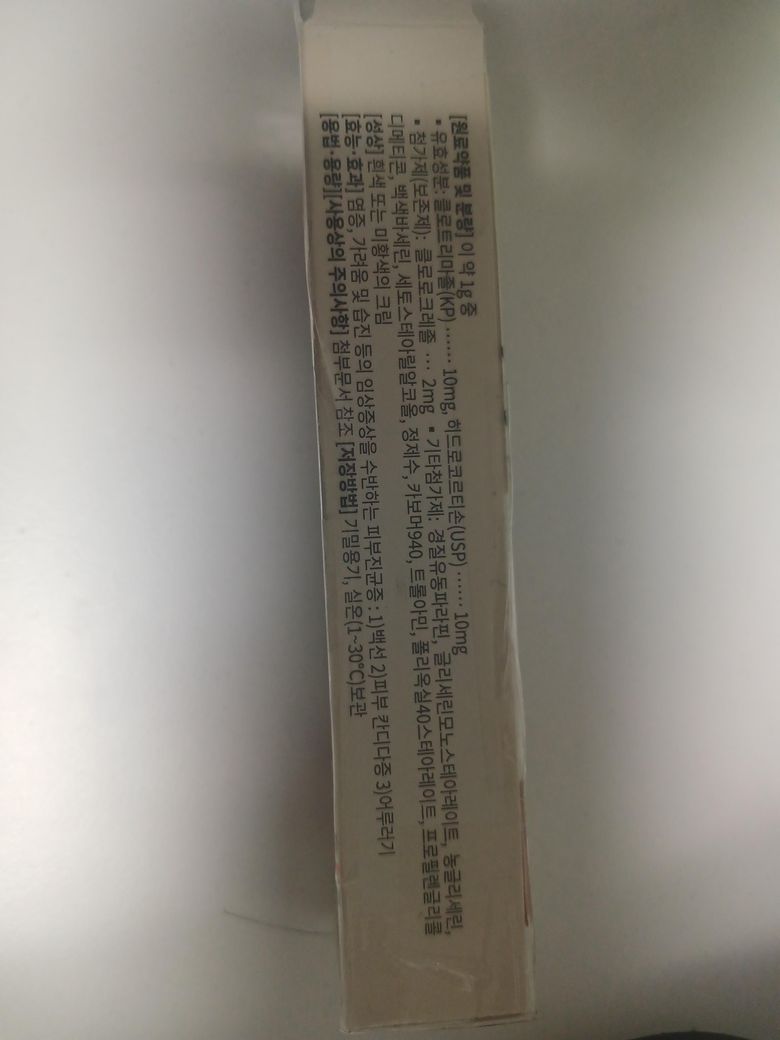 [원료약품 및 분량] 이 약 1g 중
▪ 유효성분: 클로트리마졸(KP) ······ 10mg, 히드로코르티손(USP) ······ 10mg
▪ 첨가제(보존제): 클로로크레졸 ··· 2mg ▪ 기타첨가제: 경질유동파라핀, 글리세린모노스테아레이트, 농글리세린,
디메티콘, 백색바셀린, 세토스테아릴알코올, 정제수, 카보머940, 트롤아민, 폴리옥실40스테아레이트, 프로필렌글리콜
[성상] 흰색 또는 미황색의 크림
[효능·효과] 염증, 가려움 및 습진 등의 임상증상을 수반하는 피부진균증 : 1)백선 2)피부 칸디다증 3)어루러기
[용법·용량][사용상의 주의사항] 첨부문서 참조 [저장방법] 기밀용기, 실온(1~30°C)보관